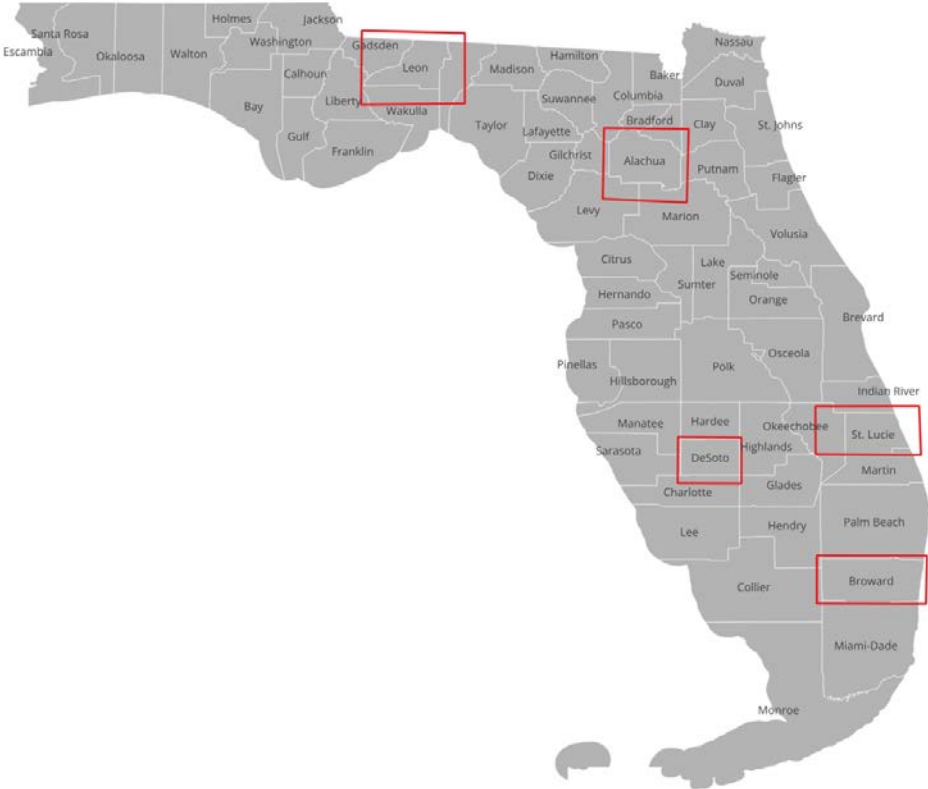 Holmes
Jackson
Santa Rosa
Escambia
Okaloosa
Walton
Washington
Gadsden
Leon
Madison
Hamilton
Nassau
Calhoun
Baker
Duval
Bay
Liberty
Wakulla
Suwannee
Columbia
Gulf
Franklin
Taylor
Lafayette
Bradford
Clay
St. Johns
Gilchrist
Alachua
Dixie
Putnam
Flagler
Levy
Marion
Volusia
Citrus
Lake
Seminole
Sumter
Hernando
Orange
Pasco
Brevard
Pinellas
Osceola
Polk
Hillsborough
Indian River
Manatee
Hardee
Okeechobee
St. Lucie
Sarasota
DeSoto
Highlands
Martin
Charlotte
Glades
Lee
Hendry
Palm Beach
Collier
Broward
Miami-Dade
Monroe